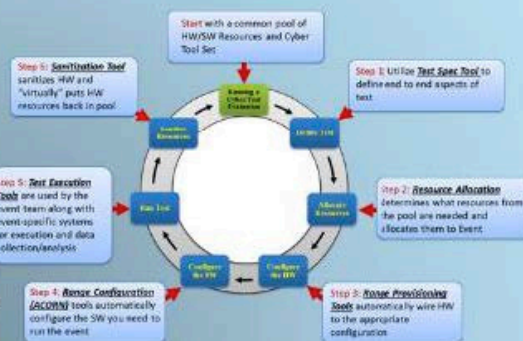 Start with a common pool of
HW/SW Resources and Cyber
Tool Set
Running a
Cyber Test
Evaluation
Step 1: Utilize Test Spec Tool to
define end to end aspects of
test
Define Test
Step 2: Resource Allocation
determines what resources from
the pool are needed and
allocates them to Event
Allocate
Resources
Step 3: Range Provisioning
Tools automatically wire HW
to the appropriate
configuration
Configure
the HW
Step 4: Range Configuration
(ACORN) tools automatically
configure the SW you need to
run the event
Configure
the SW
Step 5: Test Execution
Tools are used by the
event team along with
event-specific systems
for execution and data
collection/analysis
Run Test
Sanitization Tool
sanitizes HW and
"virtually" puts HW
resources back in pool
Sanitize
Resources